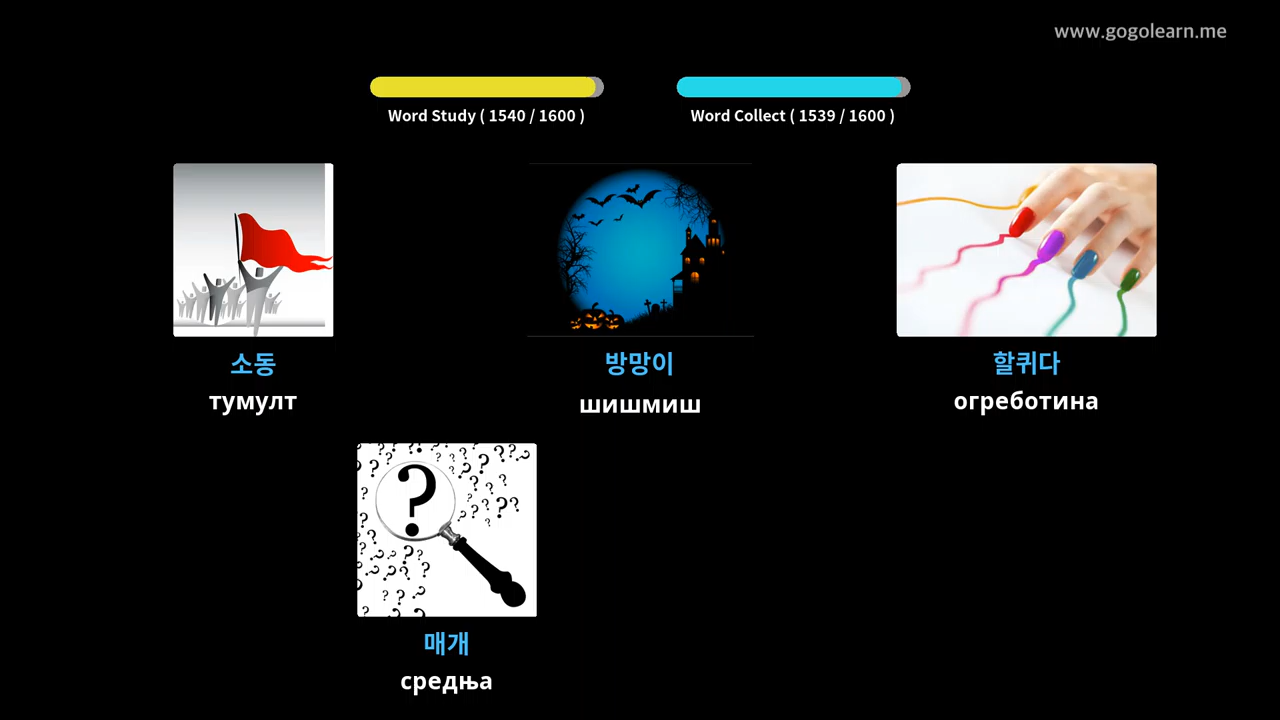 www.gogolearn.me
Word Study ( 1540 / 1600 )
Word Collect ( 1539 / 1600 )
소동
тумулт
방망이
шишмиш
할퀴다
огреботина
매개
средња